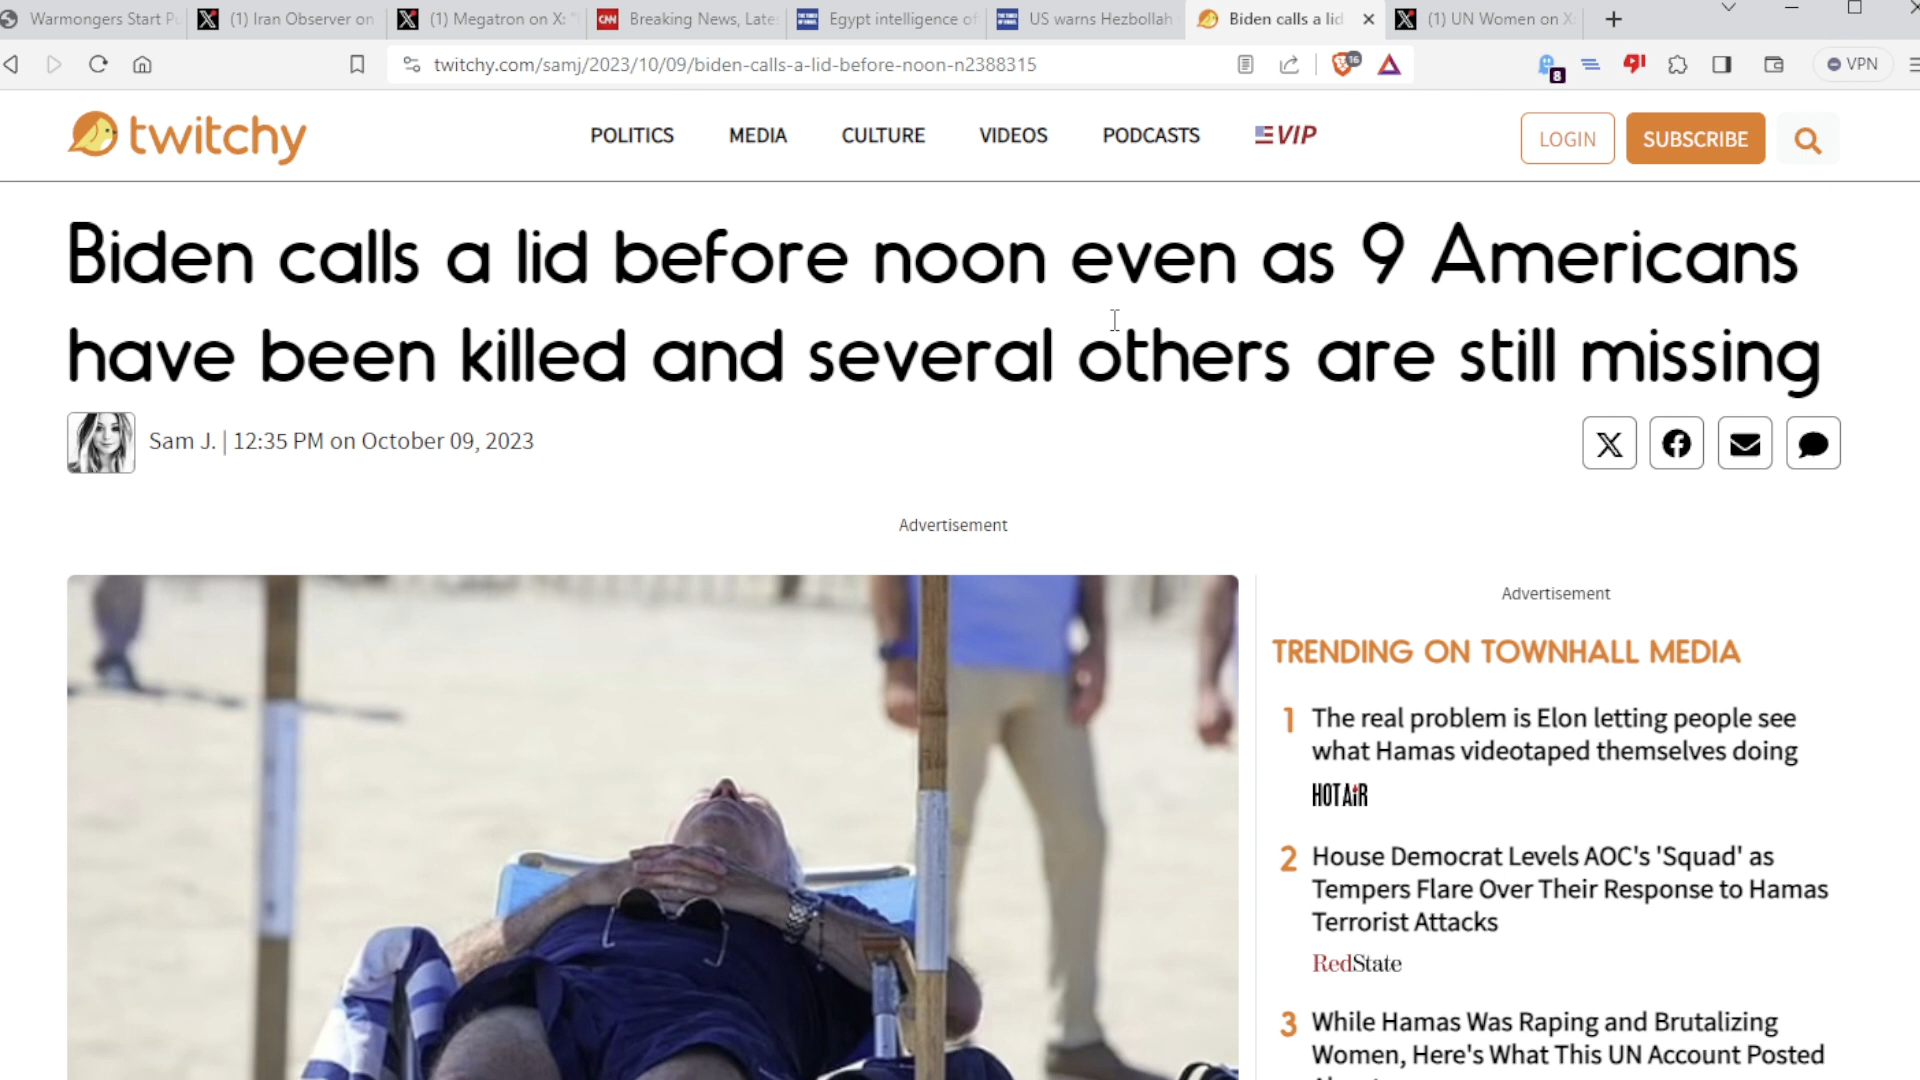 Warmongers Start P
(1) Iran Observer on
(1) Megatron on X:
CNN
Breaking News, Late
Egypt intelligence of
US warns Hezbollah
Biden calls a lid
(1) UN Women on X
twitchy.com/samj/2023/10/09/biden-calls-a-lid-before-noon-n2388315
16
8
VPN
twitchy
POLITICS
MEDIA
CULTURE
VIDEOS
PODCASTS
VIP
LOGIN
SUBSCRIBE
Biden calls a lid before noon even as 9 Americans
have been killed and several others are still missing
Sam J. | 12:35 PM on October 09, 2023
Advertisement
Advertisement
TRENDING ON TOWNHALL MEDIA
1 The real problem is Elon letting people see
what Hamas videotaped themselves doing
HOT AiR
2 House Democrat Levels AOC's 'Squad' as
Tempers Flare Over Their Response to Hamas
Terrorist Attacks
RedState
3 While Hamas Was Raping and Brutalizing
Women, Here's What This UN Account Posted